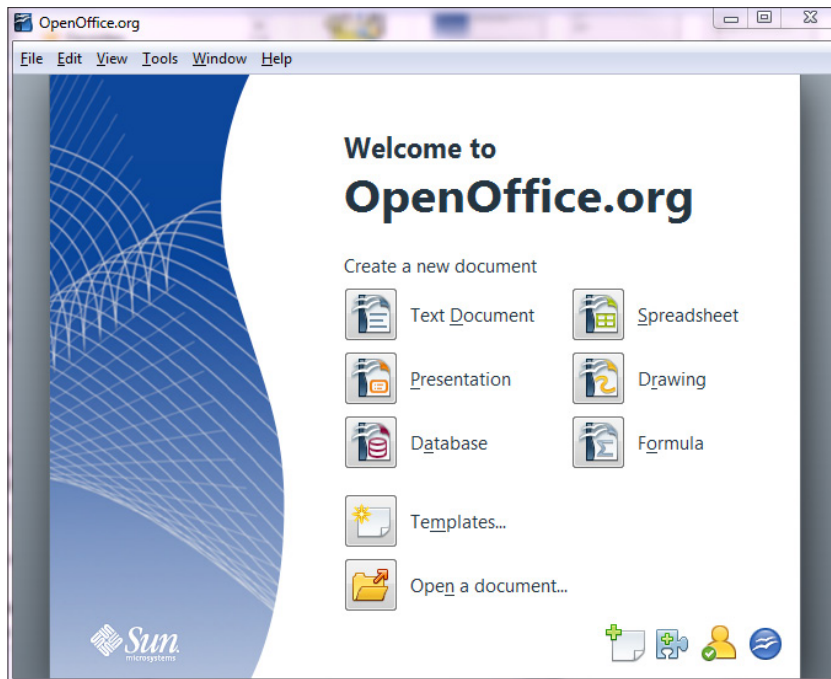 OpenOffice.org
File Edit View Tools Window Help
Welcome to
OpenOffice.org
Create a new document
Text Document Spreadsheet
Presentation Drawing
Database Formula
Templates...
Open a document...
Sun
microsystems